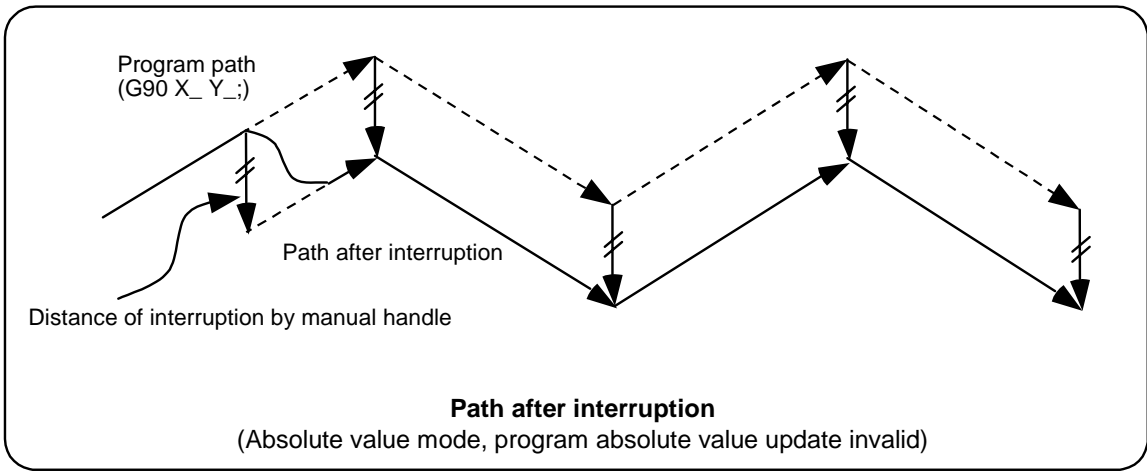 Program path
(G90 X_ Y_;)
Path after interruption
Distance of interruption by manual handle
Path after interruption
(Absolute value mode, program absolute value update invalid)